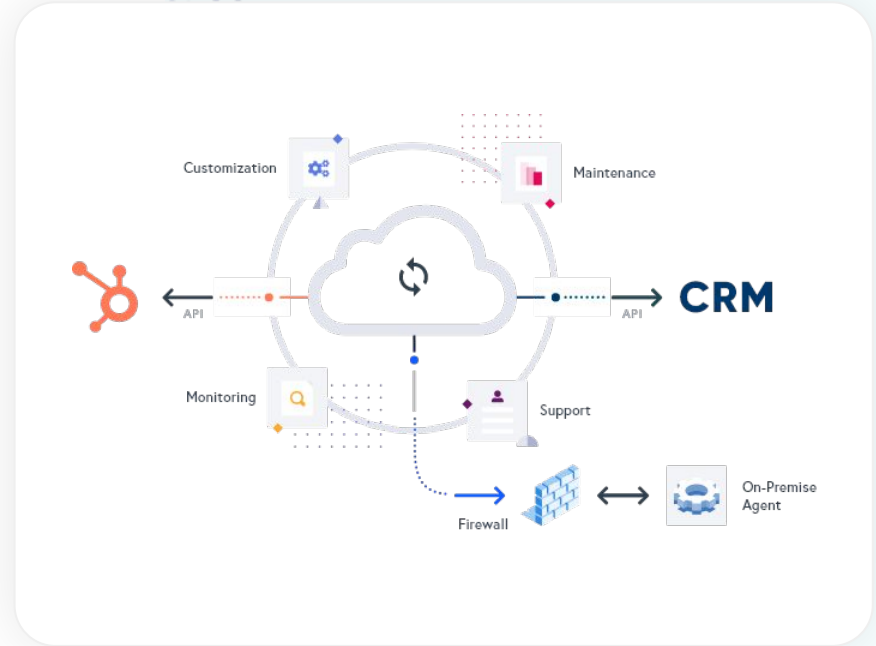 Customization
Maintenance
API
CRM
API
Monitoring
Support
On-Premise
Agent
Firewall